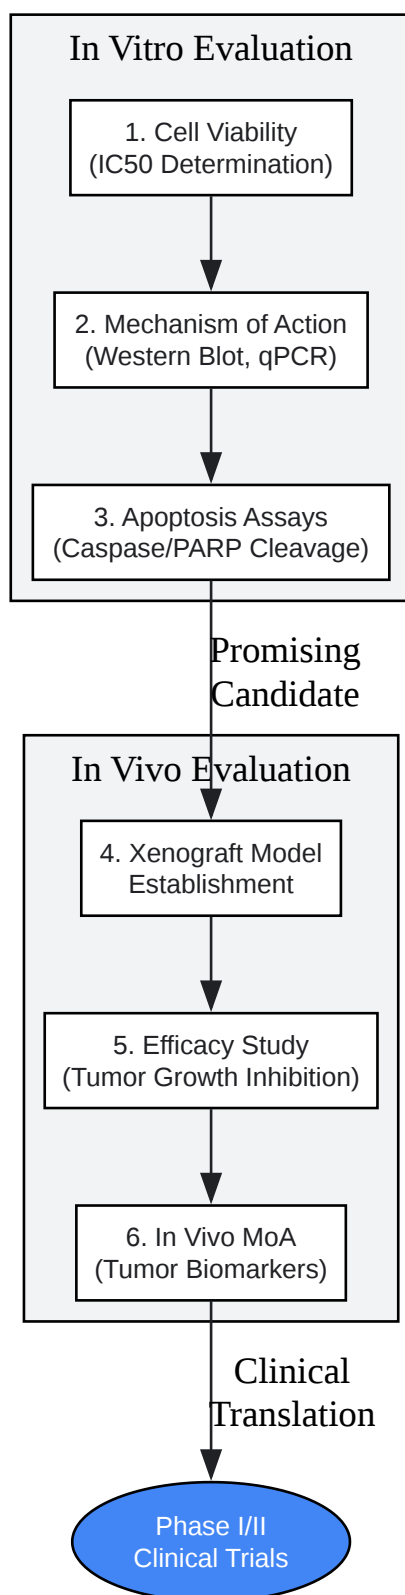 In Vitro Evaluation
1. Cell Viability
(IC50 Determination)
2. Mechanism of Action
(Western Blot, qPCR)
3. Apoptosis Assays
(Caspase/PARP Cleavage)
Promising
Candidate
In Vivo Evaluation
4. Xenograft Model
Establishment
5. Efficacy Study
(Tumor Growth Inhibition)
6. In Vivo MoA
(Tumor Biomarkers)
Clinical
Translation
Phase I/II
Clinical Trials